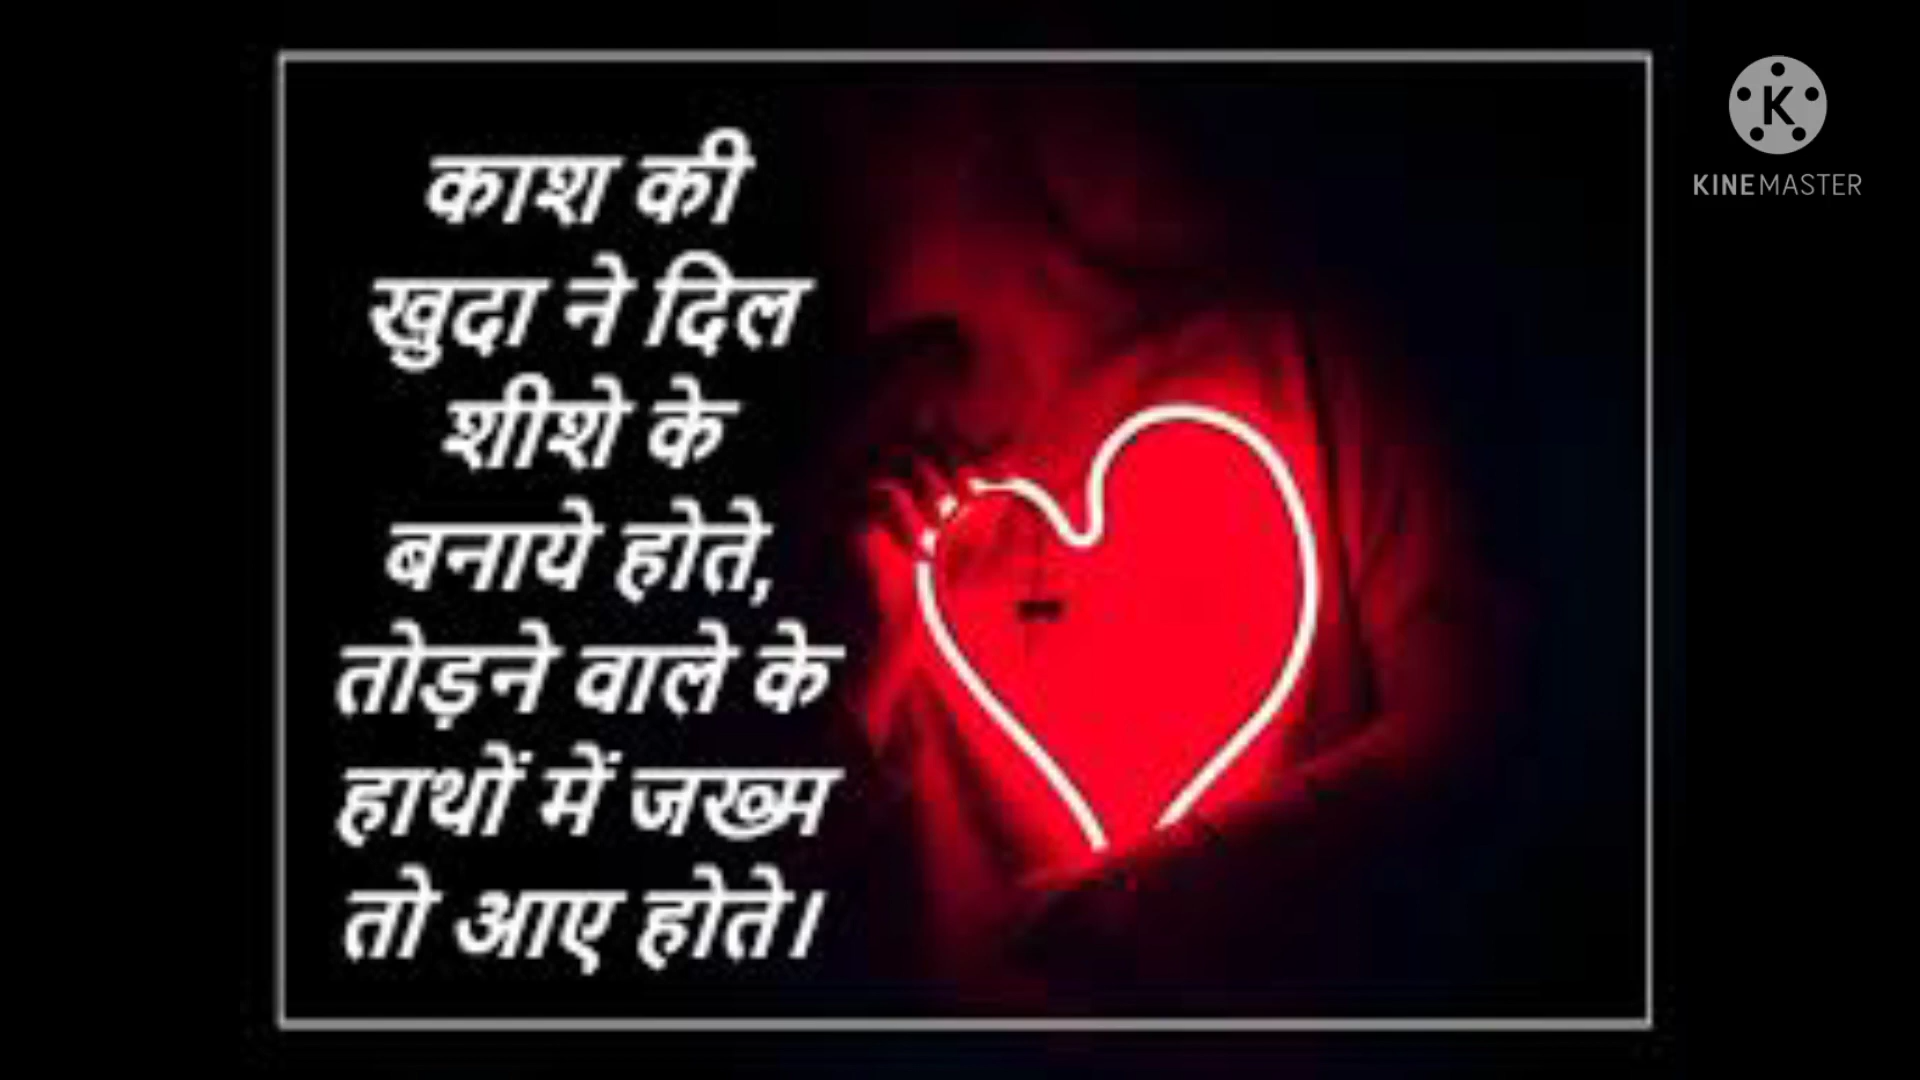 काश की
खुदा ने दिल
शीशे के
बनाये होते,
तोड़ने वाले के
हाथों में जख्म
तो आए होते।
K
KINEMASTER